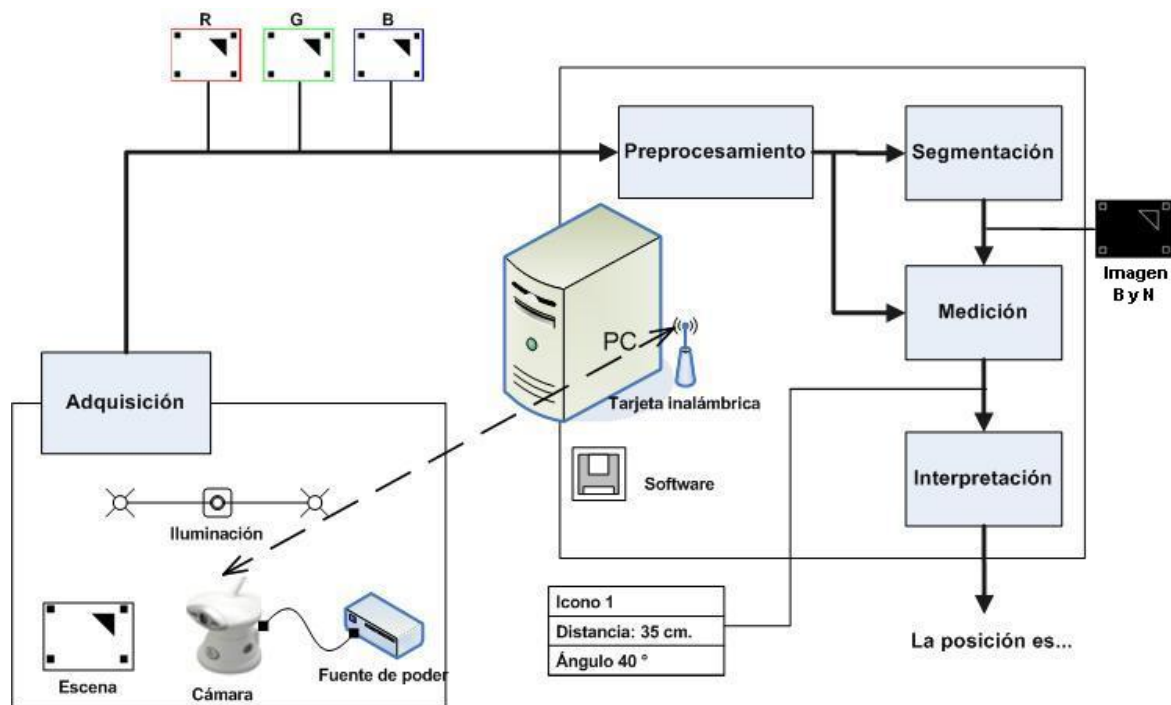 R
G
B
Preprocesamiento
Segmentación
Imagen
B y N
Medición
PC
Tarjeta inalámbrica
Adquisición
Software
Interpretación
Iluminación
Icono 1
Distancia: 35 cm.
Ángulo 40 °
La posición es...
Escena
Cámara
Fuente de poder